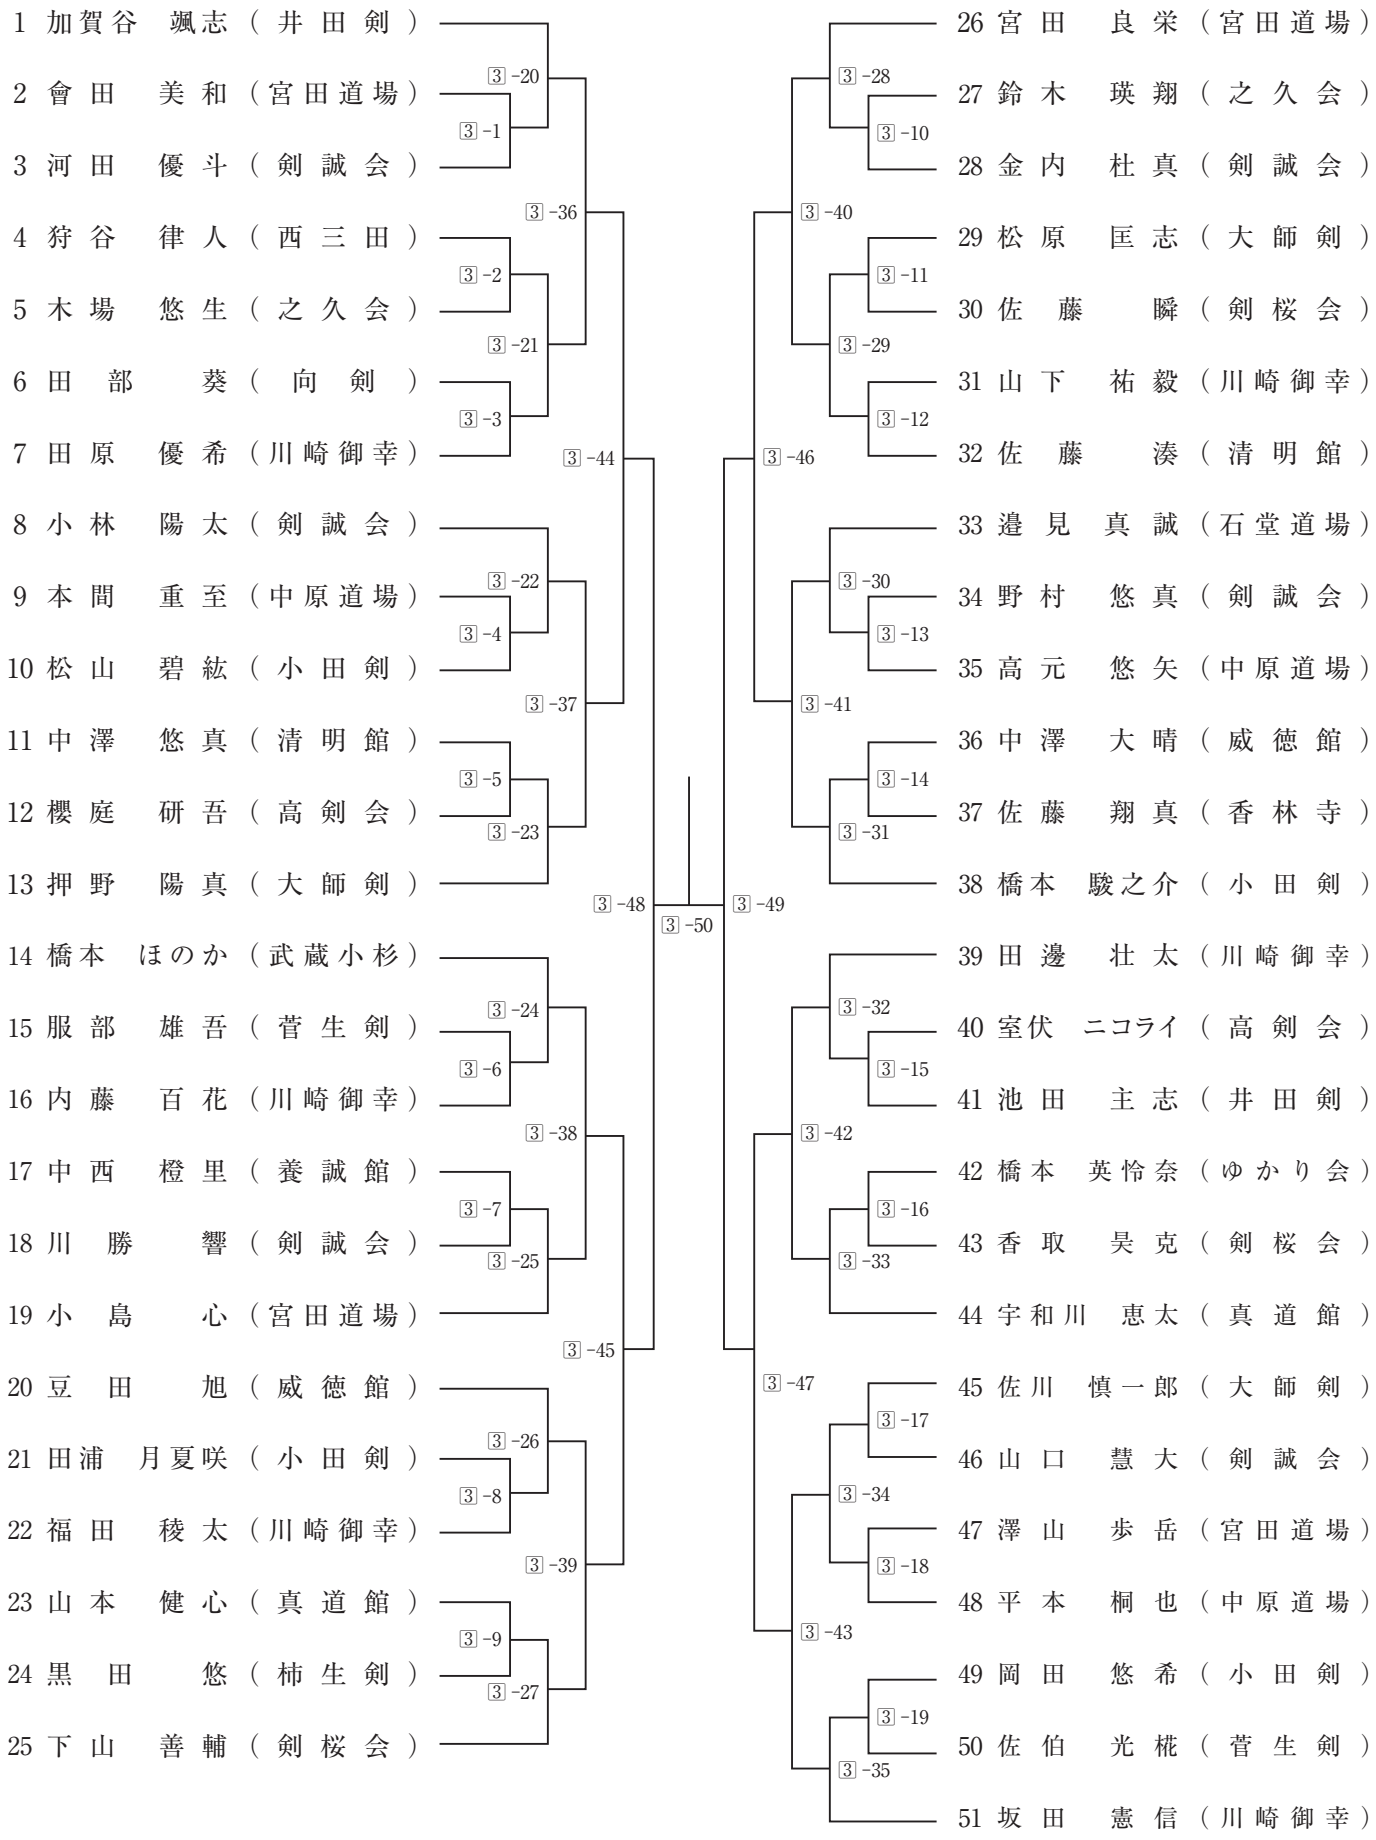 1 加賀谷 颯志 (井田剣)
3-20
2 會田 美和 (宮田道場)
3-1
3 河田 優斗 (剣誠会)
3-36
4 狩谷 律人 (西三田)
3-2
5 木場 悠生 (之久会)
3-21
6 田部 葵 (向剣)
3-3
7 田原 優希 (川崎御幸)
3-44
8 小林 陽太 (剣誠会)
3-22
9 本間 重至 (中原道場)
3-4
10 松山 碧紘 (小田剣)
3-37
11 中澤 悠真 (清明館)
3-5
12 櫻庭 研吾 (高剣会)
3-23
13 押野 陽真 (大師剣)
3-48
14 橋本 ほのか (武蔵小杉)
3-24
15 服部 雄吾 (菅生剣)
3-6
16 内藤 百花 (川崎御幸)
3-38
17 中西 橙里 (養誠館)
3-7
18 川勝 響 (剣誠会)
3-25
19 小島 心 (宮田道場)
3-45
20 豆田 旭 (威徳館)
3-26
21 田浦 月夏咲 (小田剣)
3-8
22 福田 稜太 (川崎御幸)
3-39
23 山本 健心 (真道館)
3-9
24 黒田 悠 (柿生剣)
3-27
25 下山 善輔 (剣桜会)
3-50
26 宮田 良栄 (宮田道場)
3-28
27 鈴木 瑛翔 (之久会)
3-10
28 金内 杜真 (剣誠会)
3-40
29 松原 匡志 (大師剣)
3-11
30 佐藤 瞬 (剣桜会)
3-29
31 山下 祐毅 (川崎御幸)
3-12
32 佐藤 湊 (清明館)
3-46
33 邉見 真誠 (石堂道場)
3-30
34 野村 悠真 (剣誠会)
3-13
35 高元 悠矢 (中原道場)
3-41
36 中澤 大晴 (威徳館)
3-14
37 佐藤 翔真 (香林寺)
3-31
38 橋本 駿之介 (小田剣)
3-49
39 田邊 壮太 (川崎御幸)
3-32
40 室伏 ニコライ (高剣会)
3-15
41 池田 主志 (井田剣)
3-42
42 橋本 英怜奈 (ゆかり会)
3-16
43 香取 昊克 (剣桜会)
3-33
44 宇和川 恵太 (真道館)
3-47
45 佐川 慎一郎 (大師剣)
3-17
46 山口 慧大 (剣誠会)
3-34
47 澤山 歩岳 (宮田道場)
3-18
48 平本 桐也 (中原道場)
3-43
49 岡田 悠希 (小田剣)
3-19
50 佐伯 光椛 (菅生剣)
3-35
51 坂田 憲信 (川崎御幸)